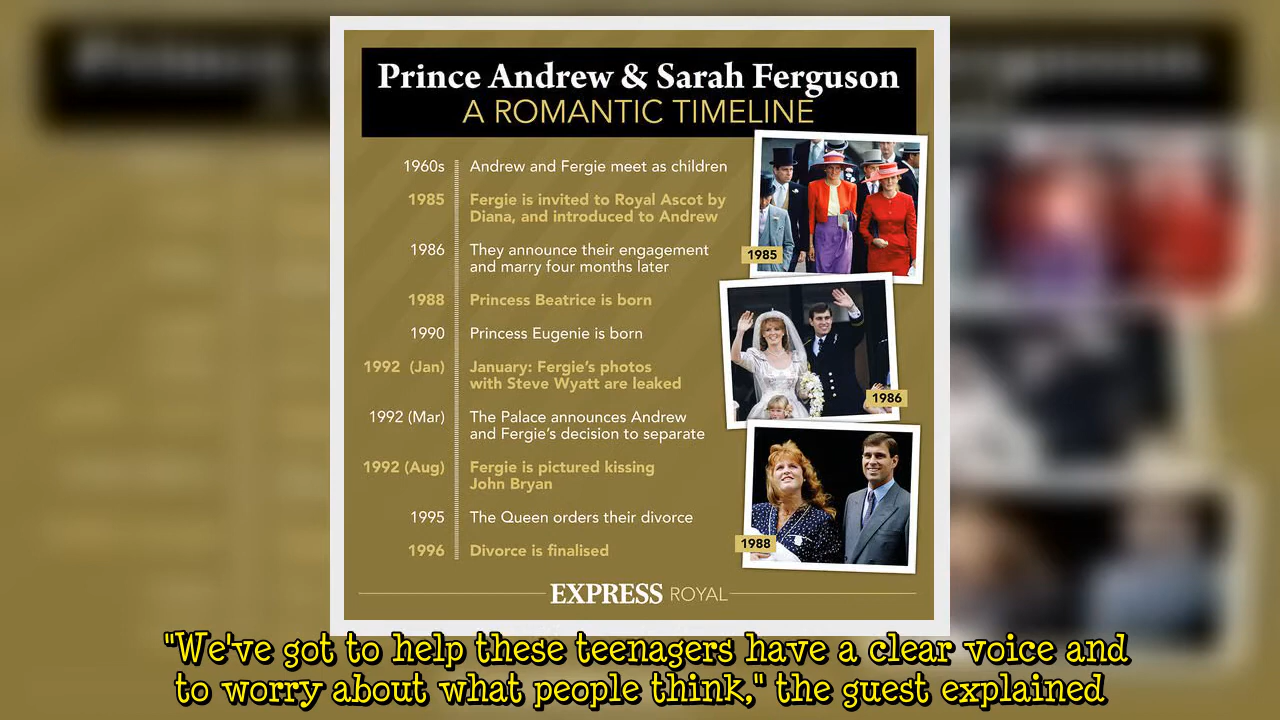 Prince Andrew & Sarah Ferguson
A ROMANTIC TIMELINE
1960s Andrew and Fergie meet as children
1985 Fergie is invited to Royal Ascot by
Diana, and introduced to Andrew
1986 They announce their engagement
and marry four months later
1988 Princess Beatrice is born
1990 Princess Eugenie is born
1992 (Jan) January: Fergie's photos
with Steve Wyatt are leaked
1992 (Mar) The Palace announces Andrew
and Fergie's decision to separate
1992 (Aug) Fergie is pictured kissing
John Bryan
1995 The Queen orders their divorce
1996 Divorce is finalised
1985
1986
1988
EXPRESS ROYAL
"We've got to help these teenagers have a clear voice and
to worry about what people think," the guest explained